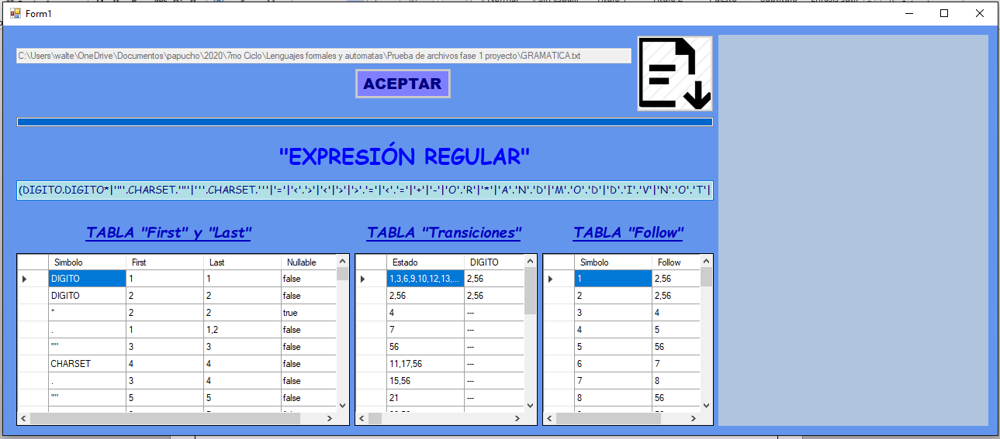 Form1
C:\Users\walte\OneDrive\Documentos\papucho\2020\7mo Ciclo\Lenguajes formales y automatas\Prueba de archivos fase 1 proyecto\GRAMATICA.txt
ACEPTAR
"EXPRESIÓN REGULAR"
(DIGITO.DIGITO*|'"'.CHARSET.'"'|'''.CHARSET.'''|'='|'<'.'>'|'<'|'>'|'>'.'='|'<'.'='|'+'|'-'|'O'.'R'|'*'|'A'.'N'.'D'|'M'.'O'.'D'|'D'.'I'.'V'|'N'.'O'.'T'|
TABLA "First" y "Last"
Simbolo First Last Nullable
DIGITO 1 1 false
DIGITO 2 2 false
* 2 2 true
. 1 1,2 false
'"' 3 3 false
CHARSET 4 4 false
. 3 4 false
'"' 5 5 false
TABLA "Transiciones"
Estado DIGITO
1,3,6,9,10,12,13,... 2,56
2,56 2,56
4 ---
7 ---
56 ---
11,17,56 ---
15,56 ---
21 ---
TABLA "Follow"
Simbolo Follow
1 2,56
2 2,56
3 4
4 5
5 56
6 7
7 8
8 56